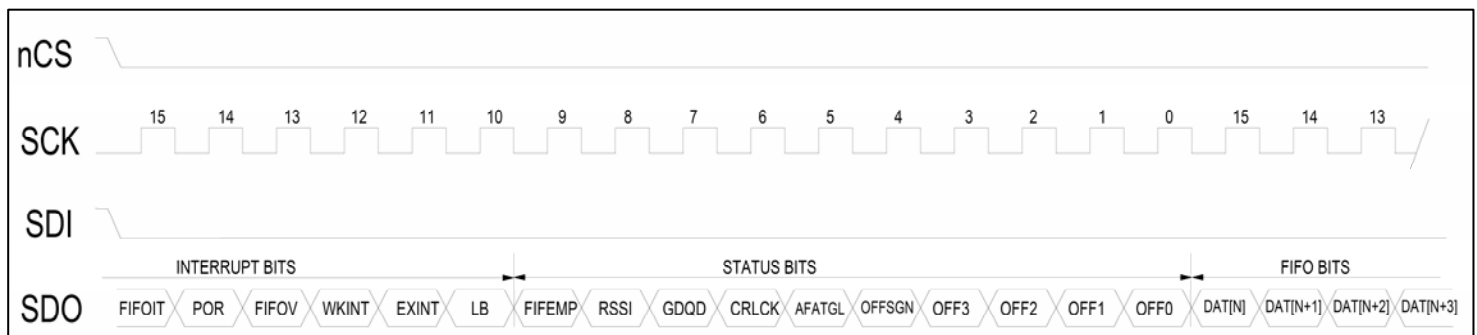 nCS
15 14 13 12 11 10 9 8 7 6 5 4 3 2 1 0 15 14 13
SCK
SDI
INTERRUPT BITS STATUS BITS FIFO BITS
SDO FIFOIT POR FIFOV WKINT EXINT LB FIFEMP RSSI GDQD CRLCK AFATGL OFFSGN OFF3 OFF2 OFF1 OFF0 DAT[N] DAT[N+1] DAT[N+2] DAT[N+3]